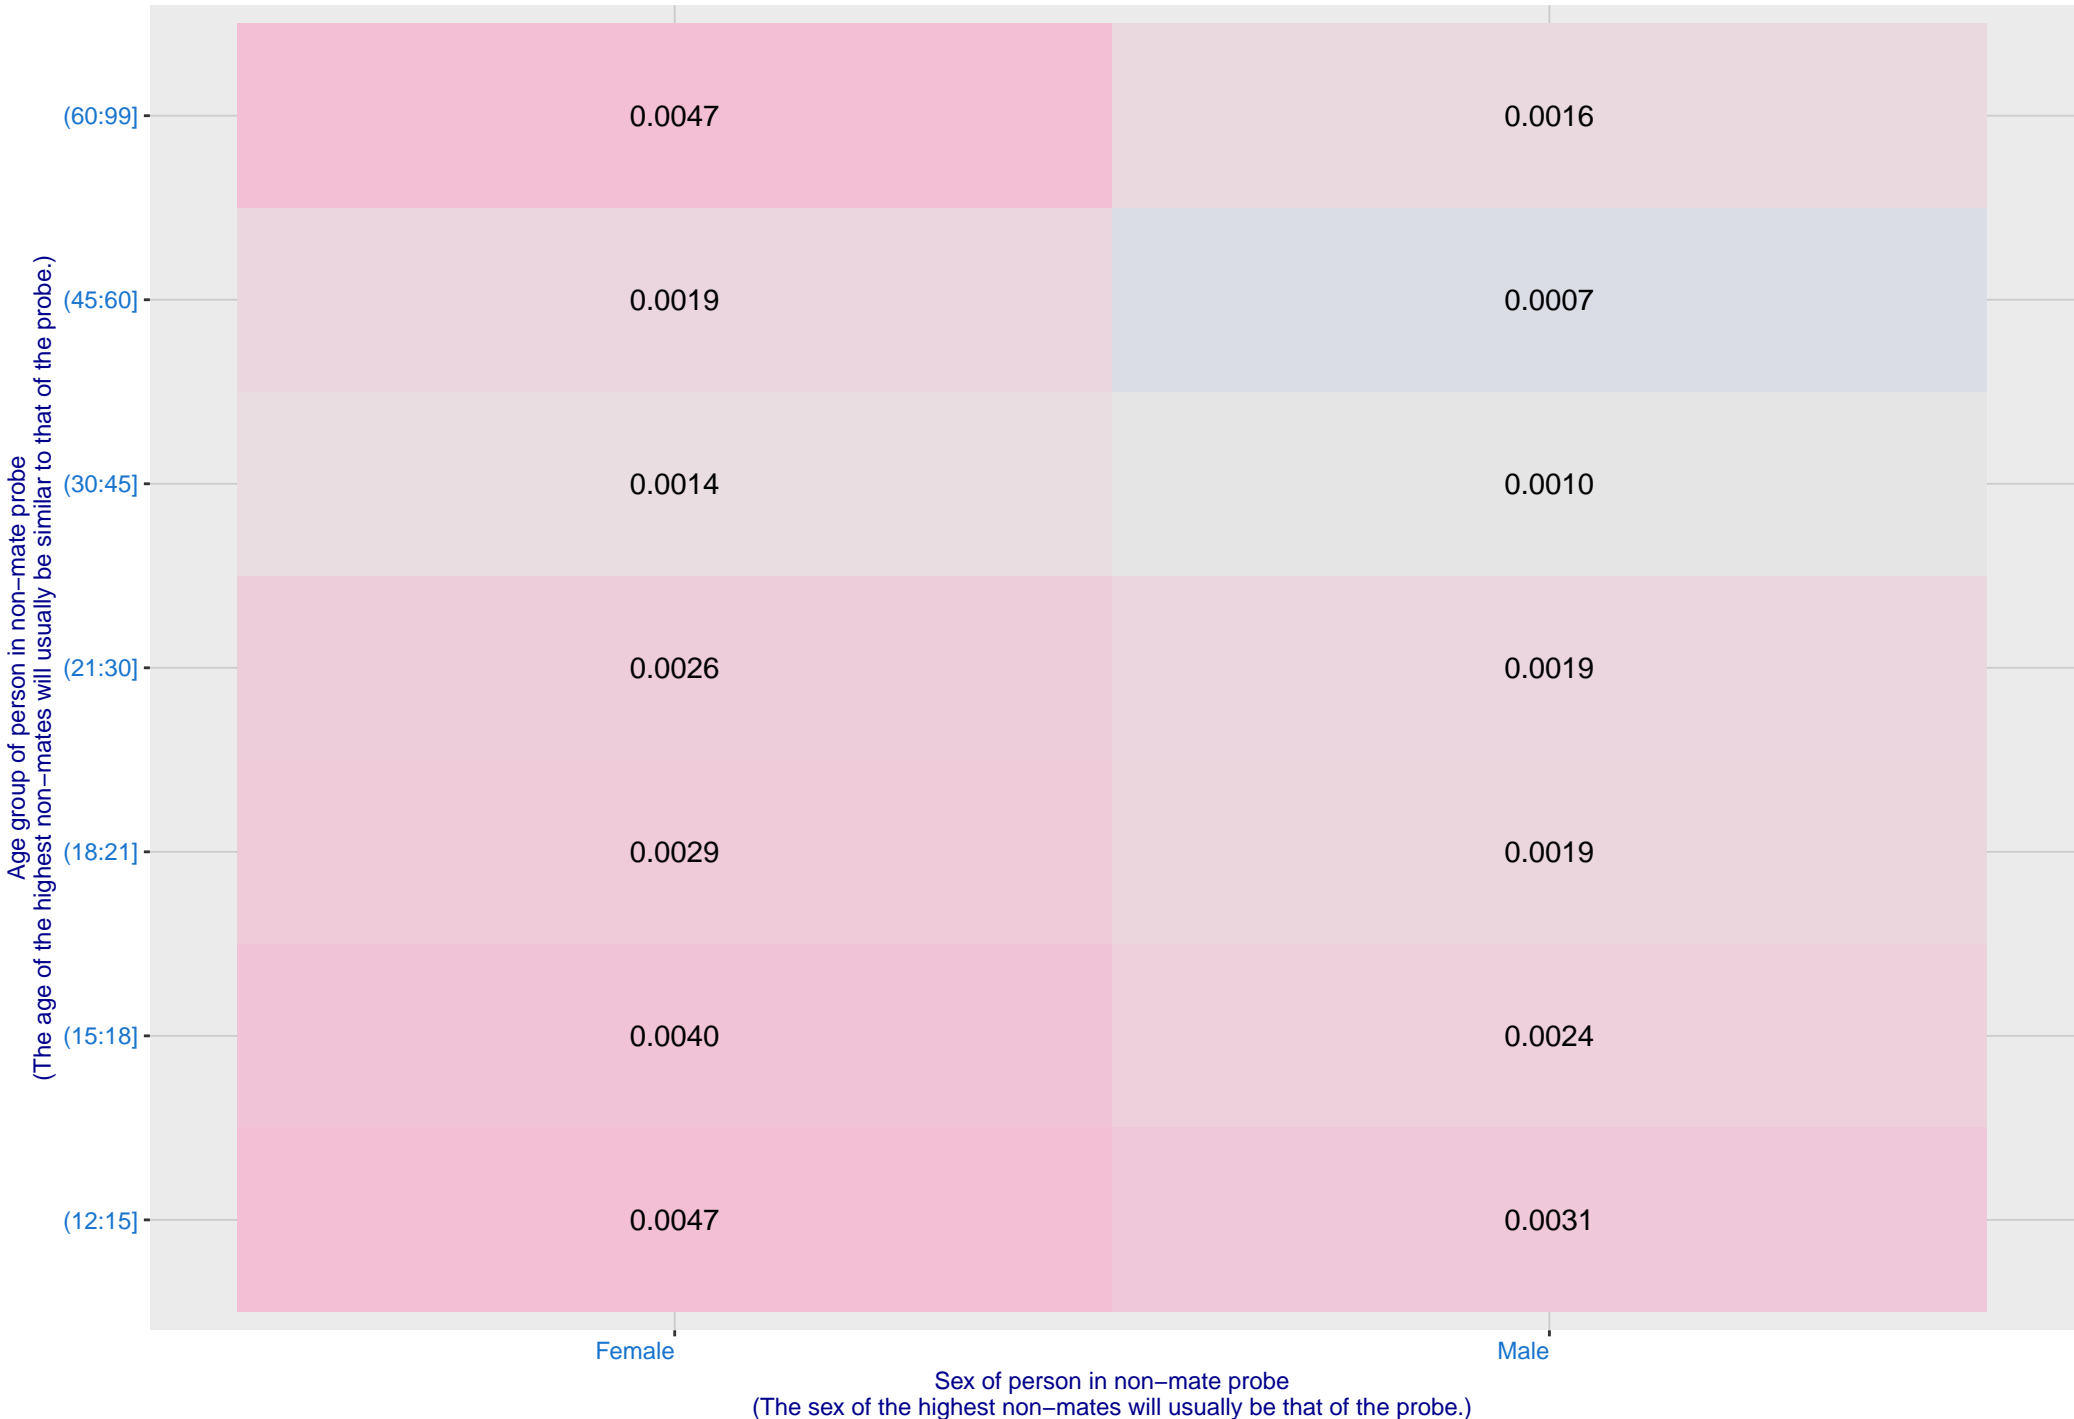 (60:99] 0.0047 0.0016
(45:60] 0.0019 0.0007
(30:45] 0.0014 0.0010
(21:30] 0.0026 0.0019
(18:21] 0.0029 0.0019
(15:18] 0.0040 0.0024
(12:15] 0.0047 0.0031
Age group of person in non−mate probe
(The age of the highest non−mates will usually be similar to that of the probe.)
Female Male
Sex of person in non−mate probe
(The sex of the highest non−mates will usually be that of the probe.)